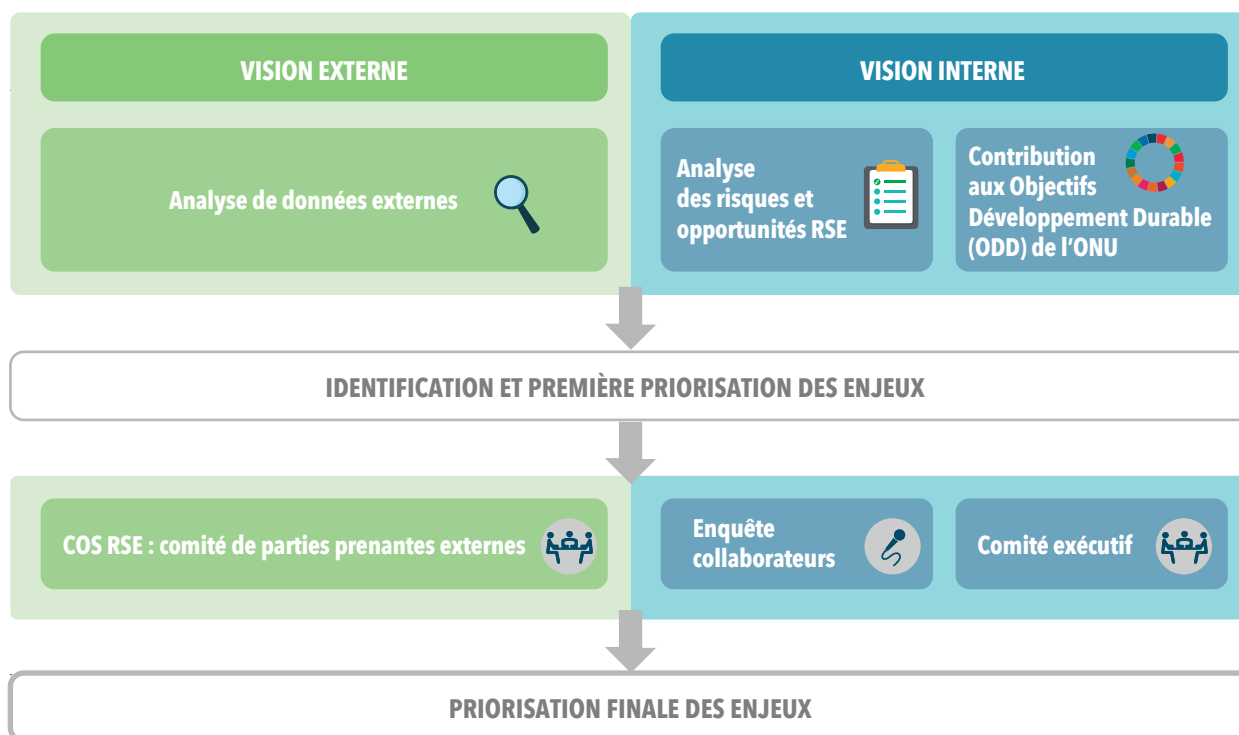 VISION EXTERNE
VISION INTERNE
Analyse de données externes
Analyse
des risques et
opportunités RSE
Contribution
aux Objectifs
Développement Durable
(ODD) de l'ONU
IDENTIFICATION ET PREMIÈRE PRIORISATION DES ENJEUX
COS RSE : comité de parties prenantes externes
Enquête
collaborateurs
Comité exécutif
PRIORISATION FINALE DES ENJEUX